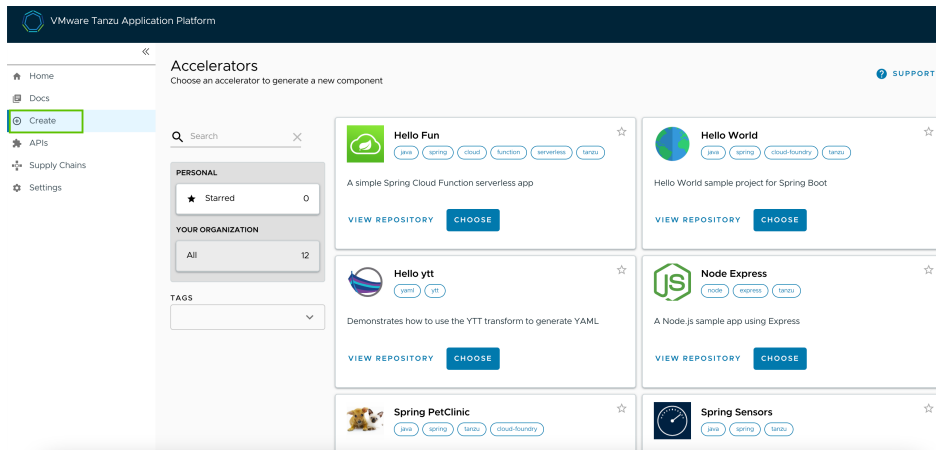 VMware Tanzu Application Platform
«
Home
Docs
Create
APIs
Supply Chains
Settings
Accelerators
Choose an accelerator to generate a new component
? SUPPORT
Search
PERSONAL
Starred 0
YOUR ORGANIZATION
All 12
TAGS
Hello Fun
java spring cloud function serverless tanzu
A simple Spring Cloud Function serverless app
VIEW REPOSITORY CHOOSE
Hello World
java spring cloud-foundry tanzu
Hello World sample project for Spring Boot
VIEW REPOSITORY CHOOSE
Hello ytt
yaml ytt
Demonstrates how to use the YTT transform to generate YAML
VIEW REPOSITORY CHOOSE
JS
Node Express
node express tanzu
A Node.js sample app using Express
VIEW REPOSITORY CHOOSE
Spring PetClinic
java spring tanzu cloud-foundry
Spring Sensors
java spring tanzu